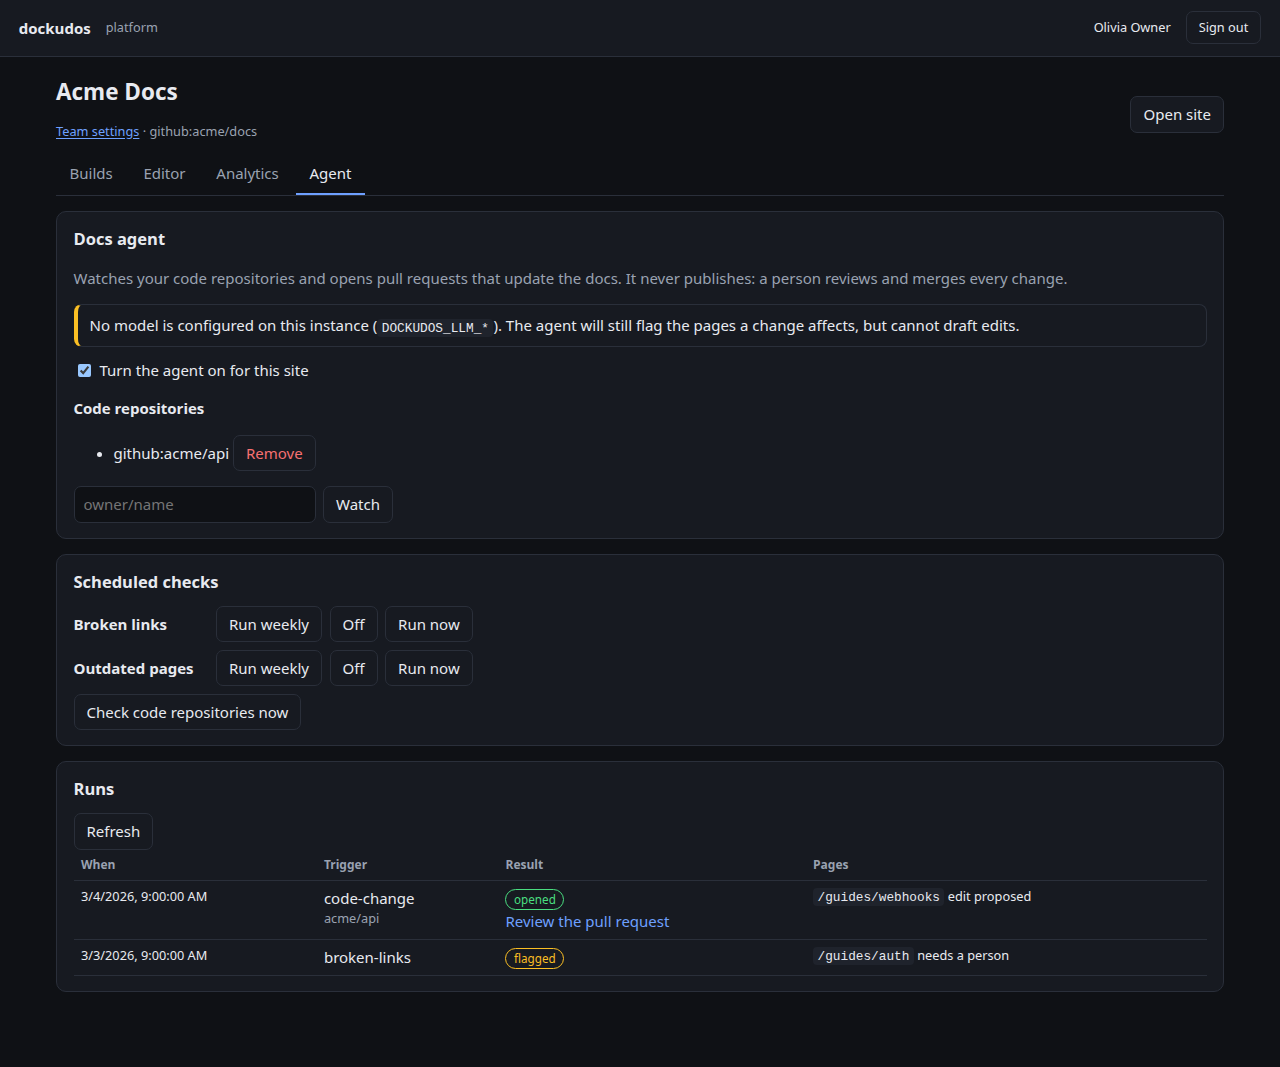 dockudos platform
Olivia Owner
Sign out
Acme Docs
Team settings · github:acme/docs
Open site
Builds Editor Analytics Agent
Docs agent
Watches your code repositories and opens pull requests that update the docs. It never publishes: a person reviews and merges every change.
No model is configured on this instance ( DOCKUDOS_LLM_* ). The agent will still flag the pages a change affects, but cannot draft edits.
Turn the agent on for this site
Code repositories
• github:acme/api Remove
owner/name Watch
Scheduled checks
Broken links Run weekly Off Run now
Outdated pages Run weekly Off Run now
Check code repositories now
Runs
Refresh
When Trigger Result Pages
3/4/2026, 9:00:00 AM code-change opened /guides/webhooks edit proposed
acme/api Review the pull request
3/3/2026, 9:00:00 AM broken-links flagged /guides/auth needs a person